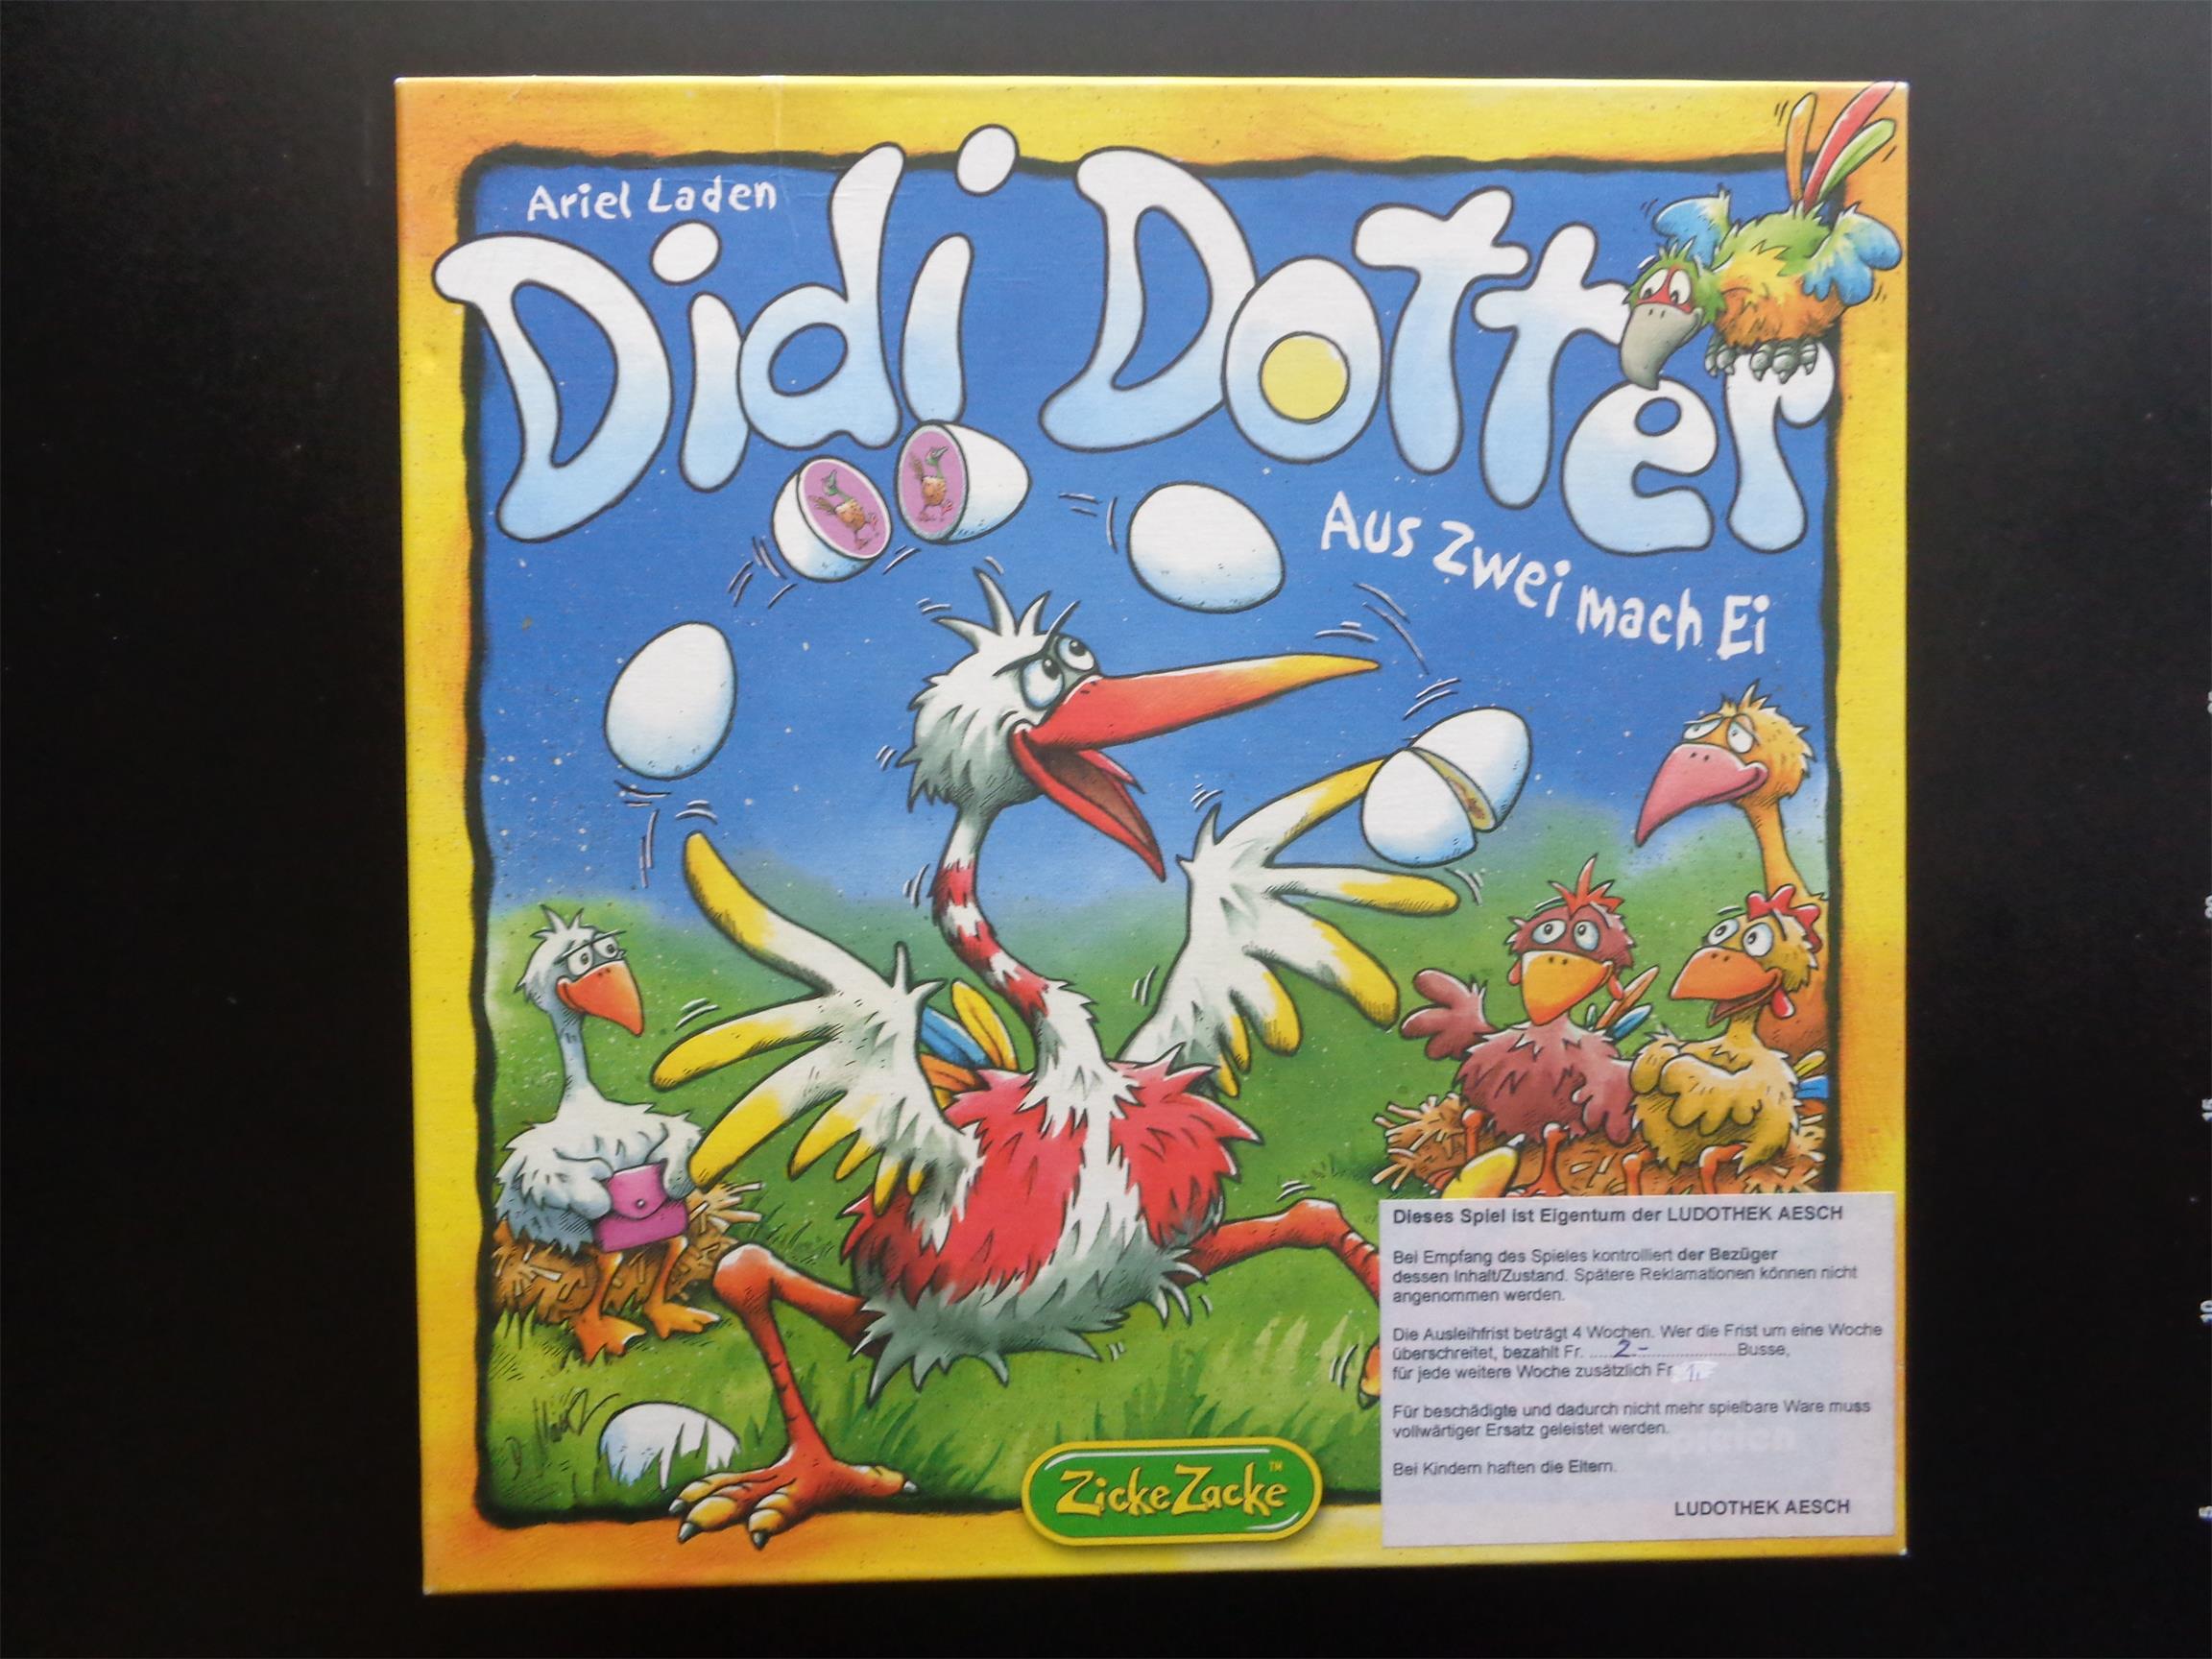 Ariel Laden
Didi Dotter
Aus Zwei mach Ei
Dieses Spiel ist Eigentum der LUDOTHEK AESCH
Bei Empfang des Spieles kontrolliert der Bezüger
dessen Inhalt/Zustand. Spätere Reklamationen können nicht
angenommen werden.
Die Ausleihfrist beträgt 4 Wochen. Wer die Frist um eine Woche
überschreitet, bezahlt Fr. .....2.-..................Busse,
für jede weitere Woche zusätzlich Fr
Für beschädigte und dadurch nicht mehr spielbare Ware muss
vollwärtiger Ersatz geleistet werden.
Bei Kindern haften die Eltern.
LUDOTHEK AESCH
ZickeZacke™